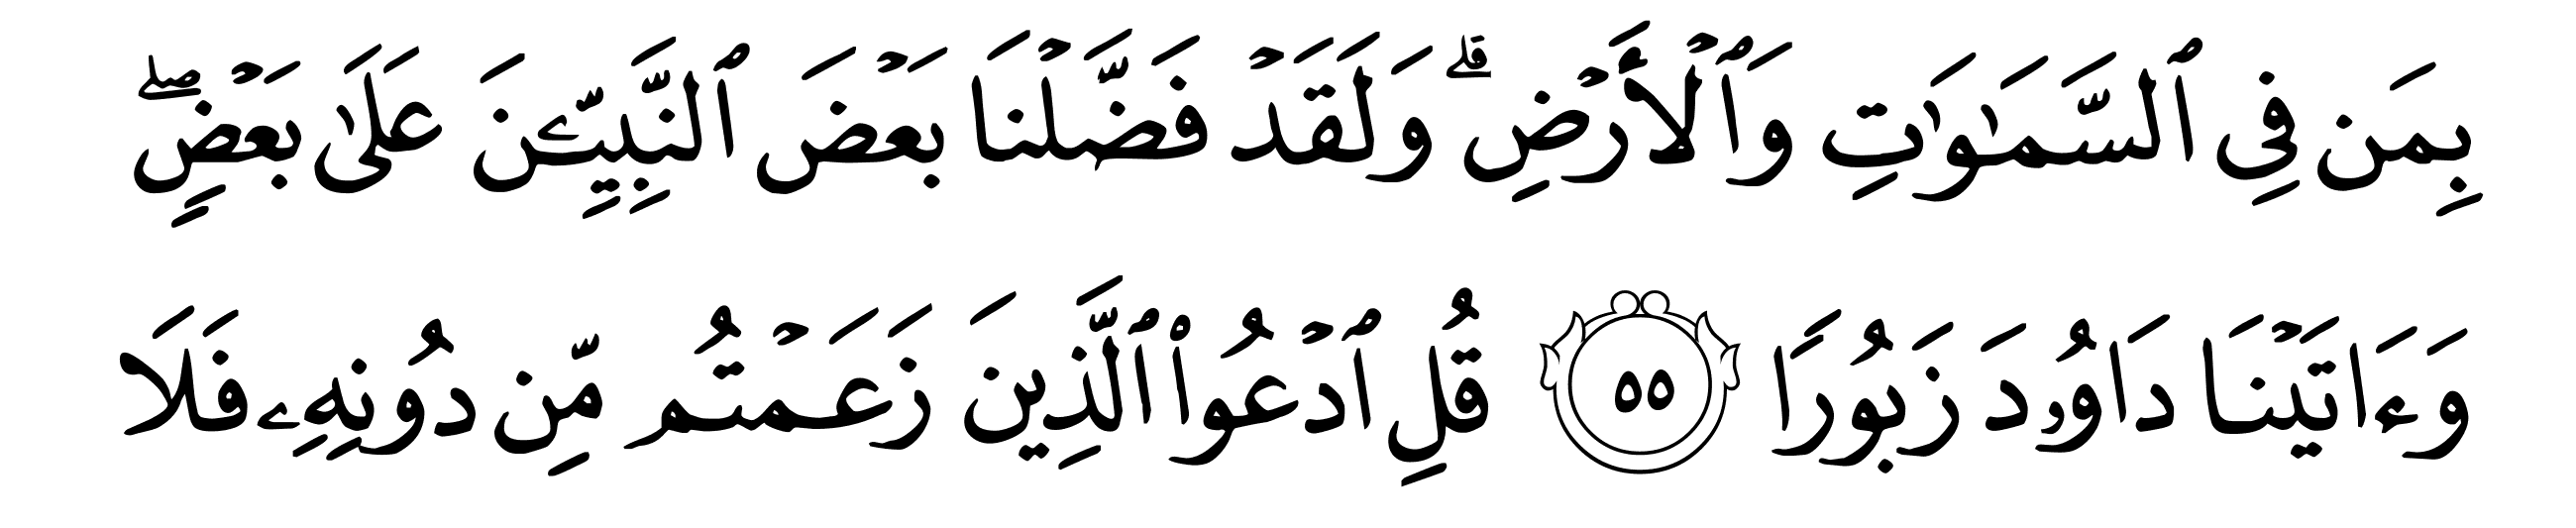 بِمَن فِي ٱلسَّمَٰوَٰتِ وَٱلۡأَرۡضِۗ وَلَقَدۡ فَضَّلۡنَا بَعۡضَ ٱلنَّبِيِّـۧنَ عَلَىٰ بَعۡضٖۖ
وَءَاتَيۡنَا دَاوُۥدَ زَبُورٗا ٥٥ قُلِ ٱدۡعُواْ ٱلَّذِينَ زَعَمۡتُم مِّن دُونِهِۦ فَلَا